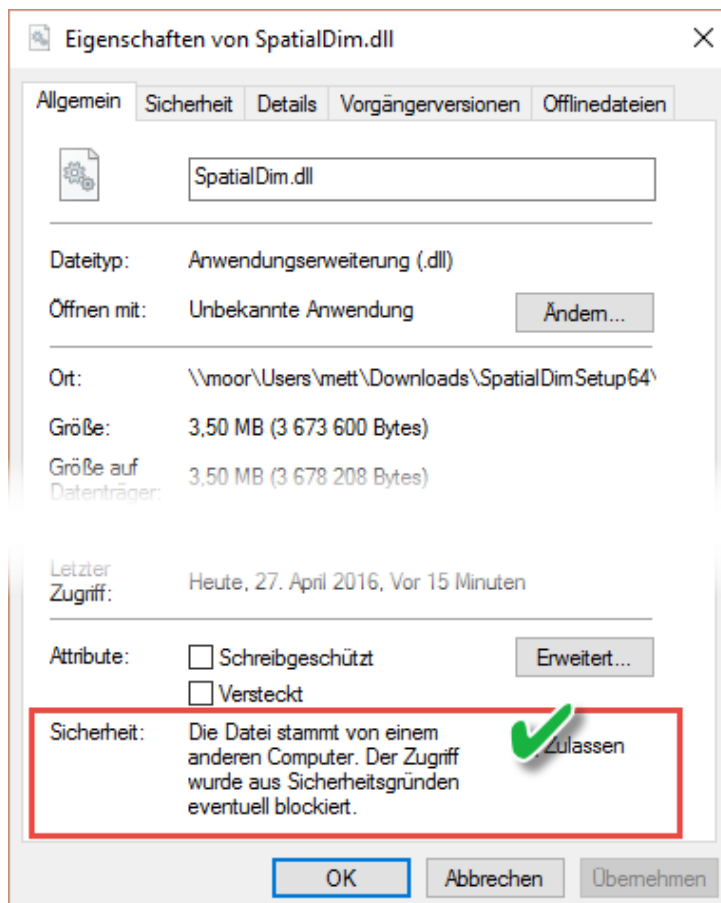 Eigenschaften von SpatialDim.dll
Allgemein Sicherheit Details Vorgängerversionen Offlinedateien
SpatialDim.dll
Dateityp: Anwendungserweiterung (.dll)
Öffnen mit: Unbekannte Anwendung Ändern...
Ort: \\moor\Users\mett\Downloads\SpatialDimSetup64\
Größe: 3,50 MB (3 673 600 Bytes)
Größe auf
Datenträger: 3,50 MB (3 678 208 Bytes)
Letzter
Zugriff: Heute, 27. April 2016, Vor 15 Minuten
Attribute: Schreibgeschützt Erweitert...
Versteckt
Sicherheit: Die Datei stammt von einem
anderen Computer. Der Zugriff
wurde aus Sicherheitsgründen
eventuell blockiert.
Zulassen
OK Abbrechen Übernehmen